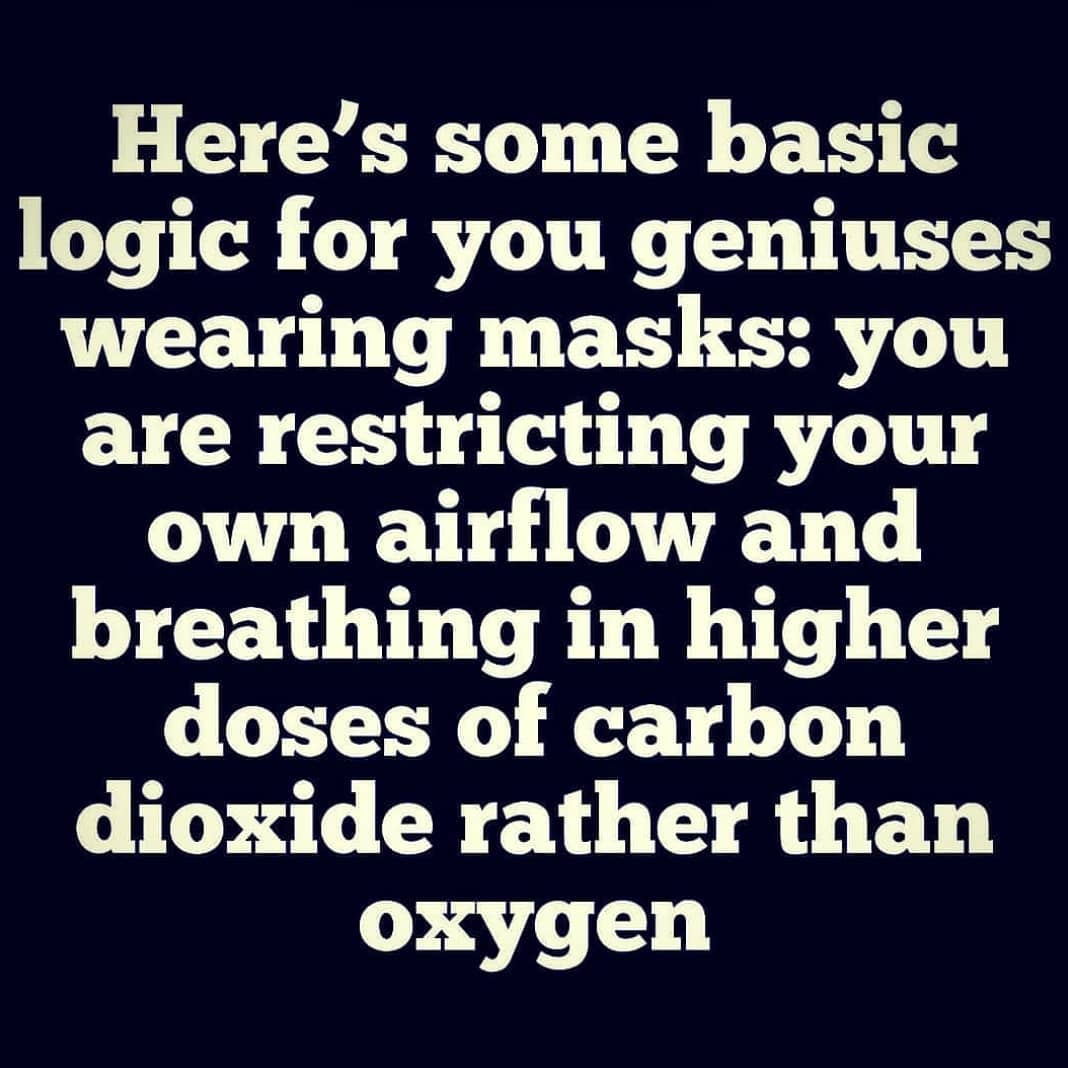 Here’s some basic
logic for you geniuses
wearing masks: you
are restricting your
own airflow and
breathing in higher
doses of carbon
dioxide rather than
oxygen